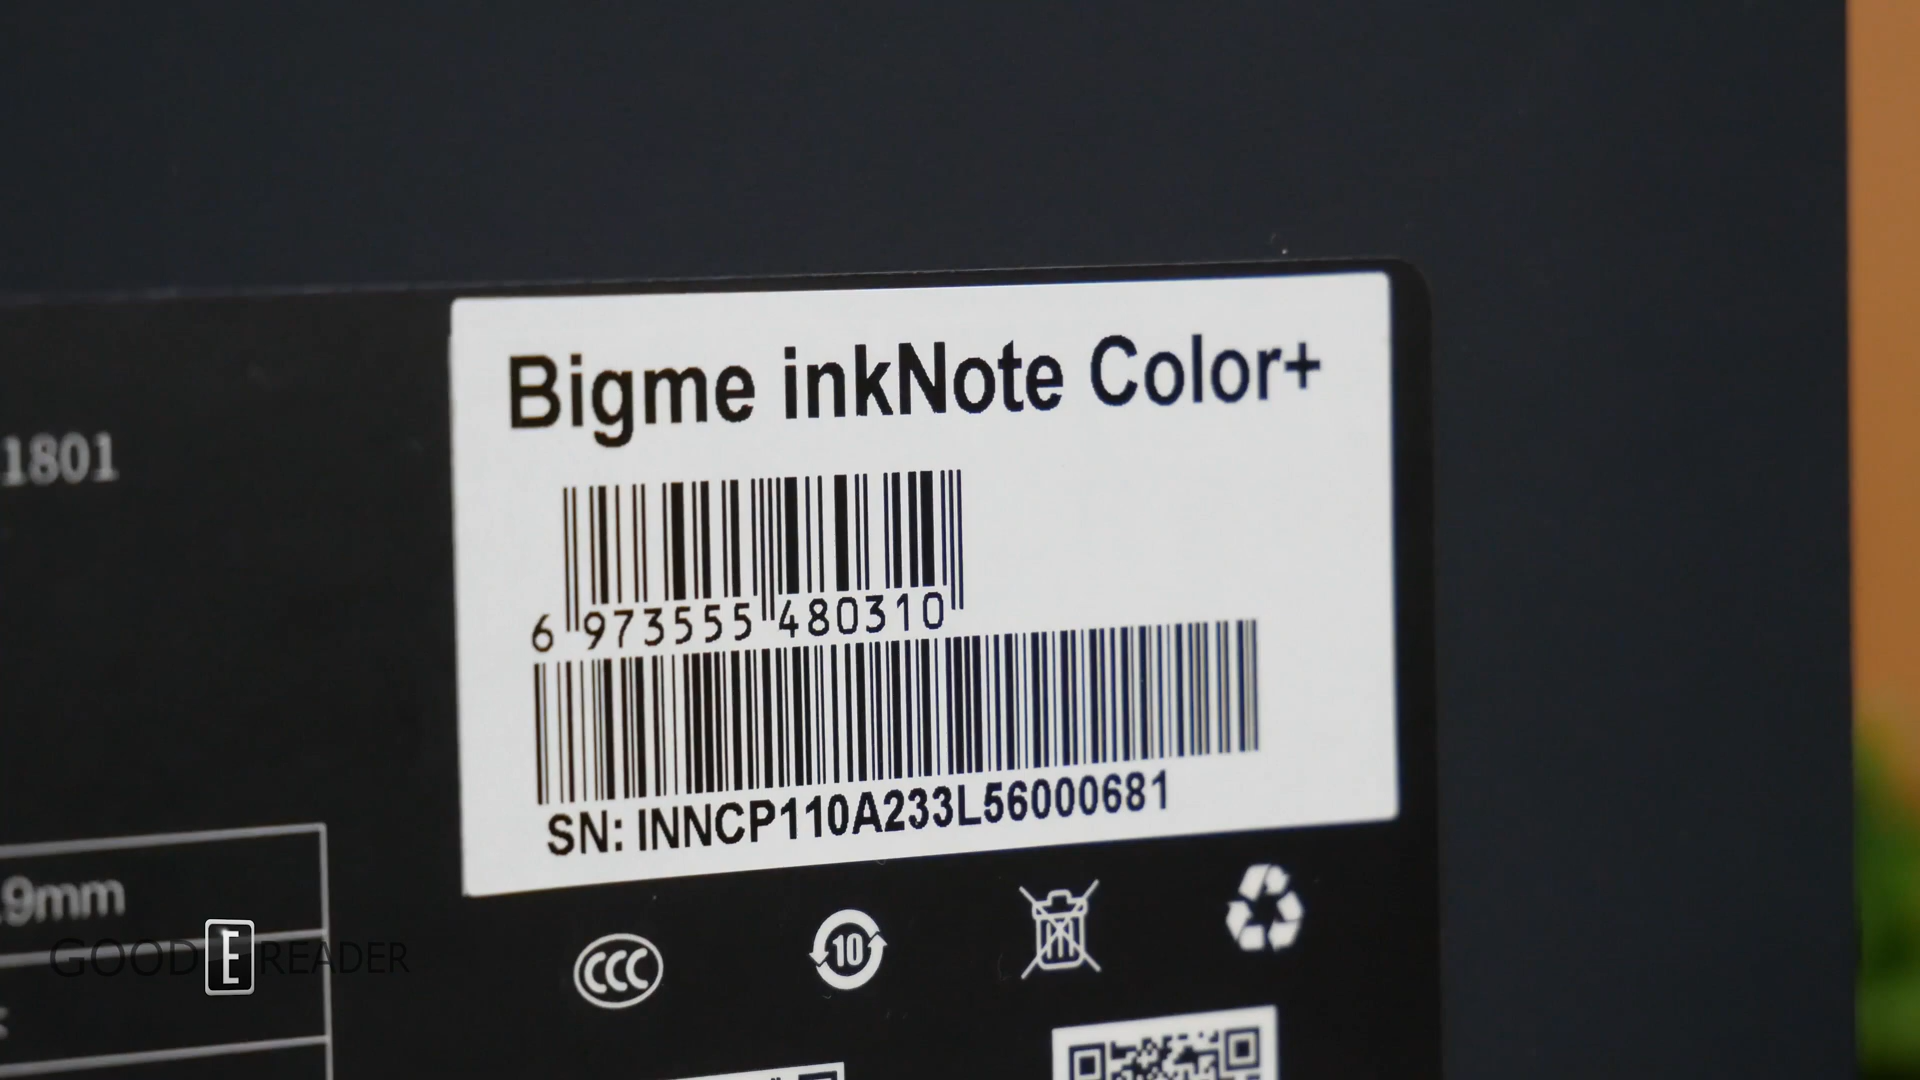 Bigme inkNote Color+
1801
6 973555 480310
SN: INNCP110A233L56000681
.9mm
CCC
10
GOOD E READER